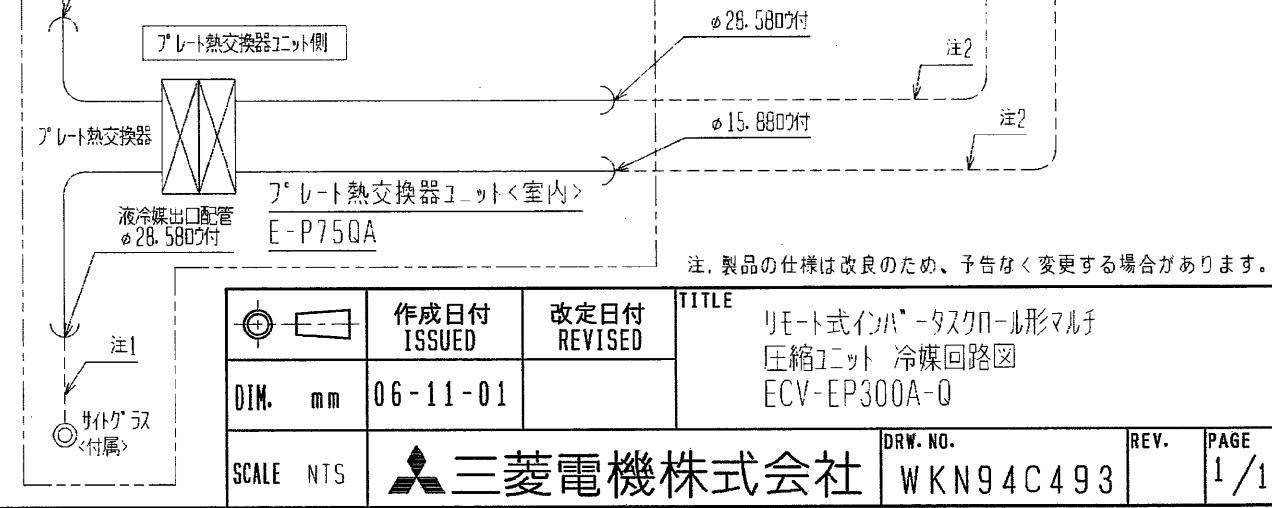 φ28.58ロウ付
プレート熱交換器ユニット側
注2
プレート熱交換器
φ15.88ロウ付
注2
プレート熱交換器ユニット<室内>
E-P75QA
液冷媒出口配管
φ28.58ロウ付
注1
サイトグラス
<付属>
注.製品の仕様は改良のため、予告なく変更する場合があります。
作成日付
ISSUED
改定日付
REVISED
TITLE
リモート式インバータスクロール形マルチ
圧縮ユニット 冷媒回路図
ECV-EP300A-Q
DIM. mm
06-11-01
SCALE NTS
三菱電機株式会社
DRW. NO.
WKN94C493
REV.
PAGE
1/1